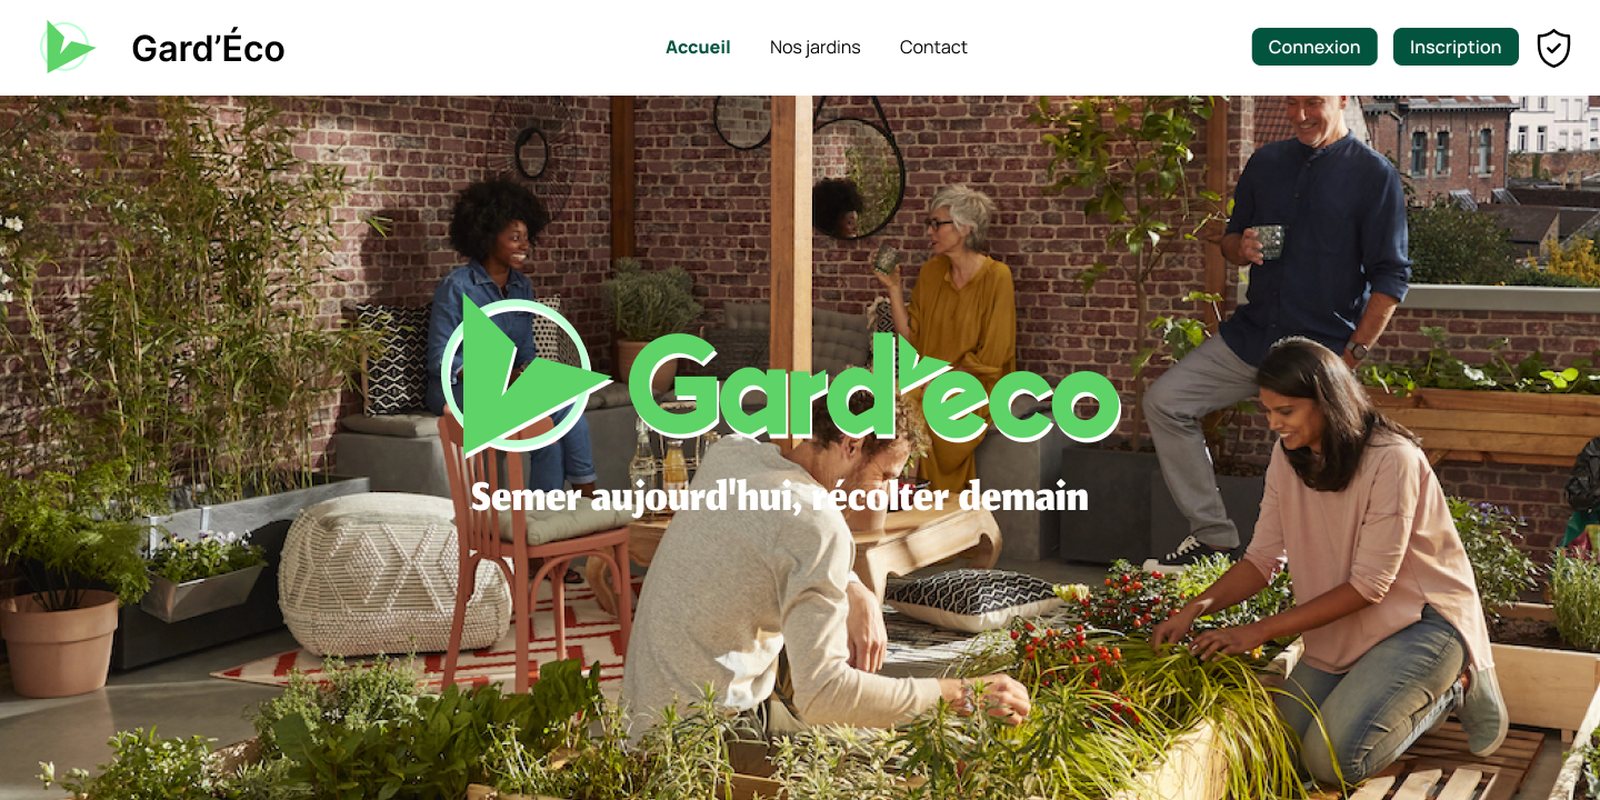 Gard’Éco
Accueil
Nos jardins
Contact
Connexion
Inscription
Gard'eco
Semer aujourd'hui, récolter demain